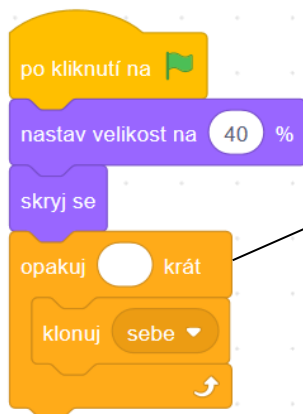 po kliknutí na
nastav velikost na 40 %
skryj se
opakuj krát
klonuj sebe